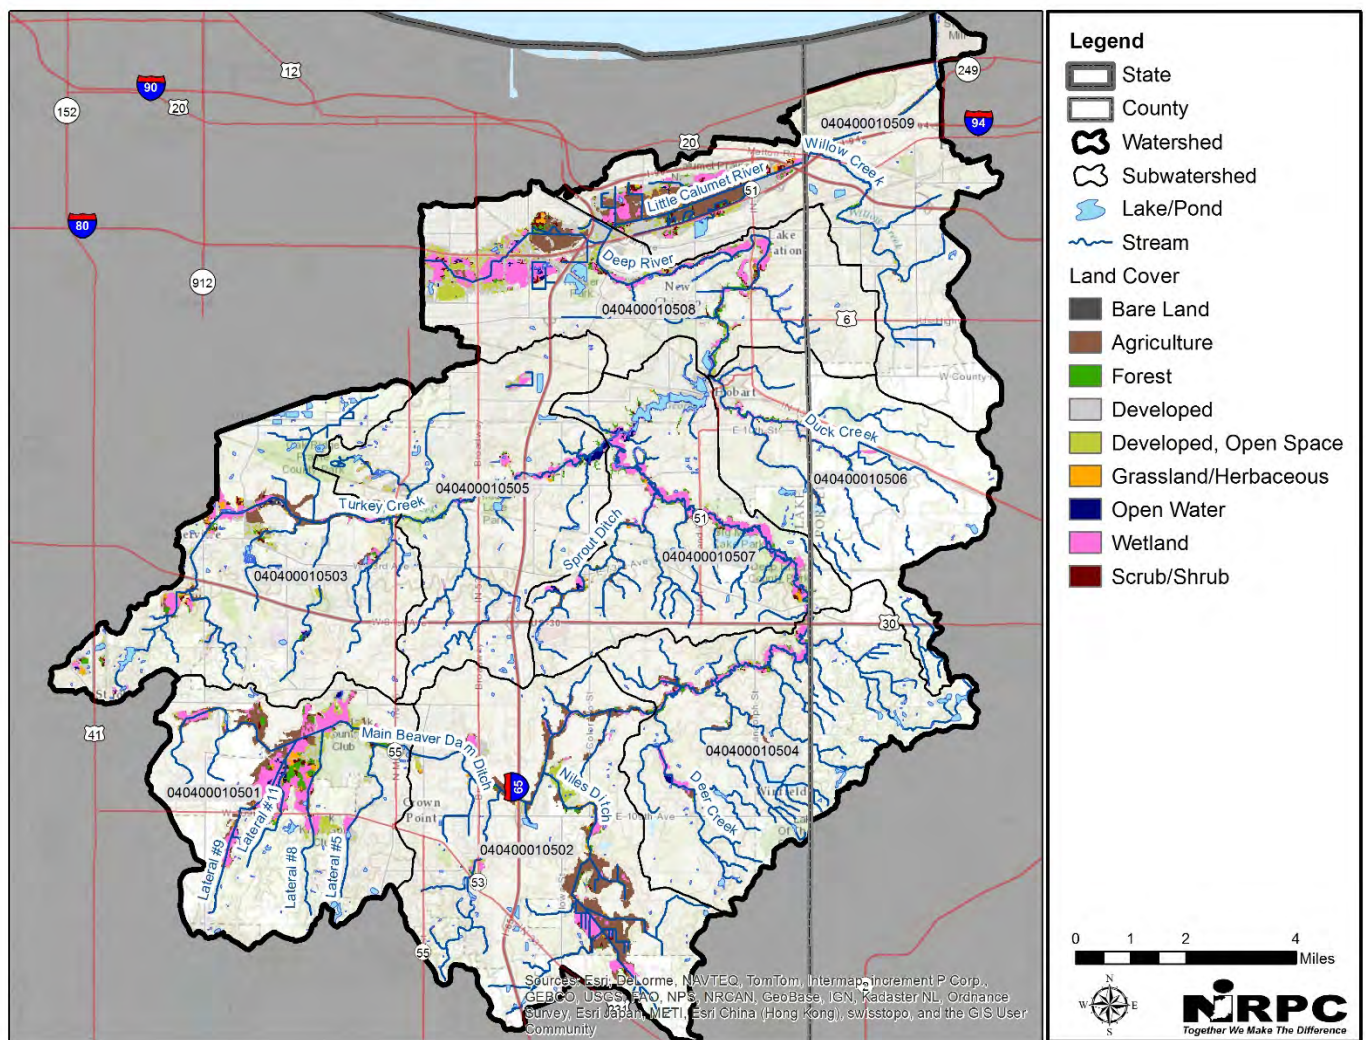 12
90
20
152
249
94
040400010509
20
Willow Creek
Little Calumet River
51
80
Lake
Deep River
New
912
040400010508
6
Hobart
Duck Creek
040400010506
040400010505
Turkey Creek
Sprout Ditch
51
040400010507
040400010503
30
41
Main Beaver Dam Ditch
55
040400010504
65
040400010501
Niles Ditch
Deer Creek
Winfield
Crown
Point
Lateral #11
Lateral #9
Lateral #8
Lateral #5
040400010502
53
55
Sources: Esri, DeLorme, NAVTEQ, TomTom, Intermap, increment P Corp.,
GEBCO, USGS, FAO, NPS, NRCAN, GeoBase, IGN, Kadaster NL, Ordnance
Survey, Esri Japan, METI, Esri China (Hong Kong), swisstopo, and the GIS User
Community
Legend
State
County
Watershed
Subwatershed
Lake/Pond
Stream
Land Cover
Bare Land
Agriculture
Forest
Developed
Developed, Open Space
Grassland/Herbaceous
Open Water
Wetland
Scrub/Shrub
0 1 2 4
Miles
N
W E
S
NIRPC
Together We Make The Difference